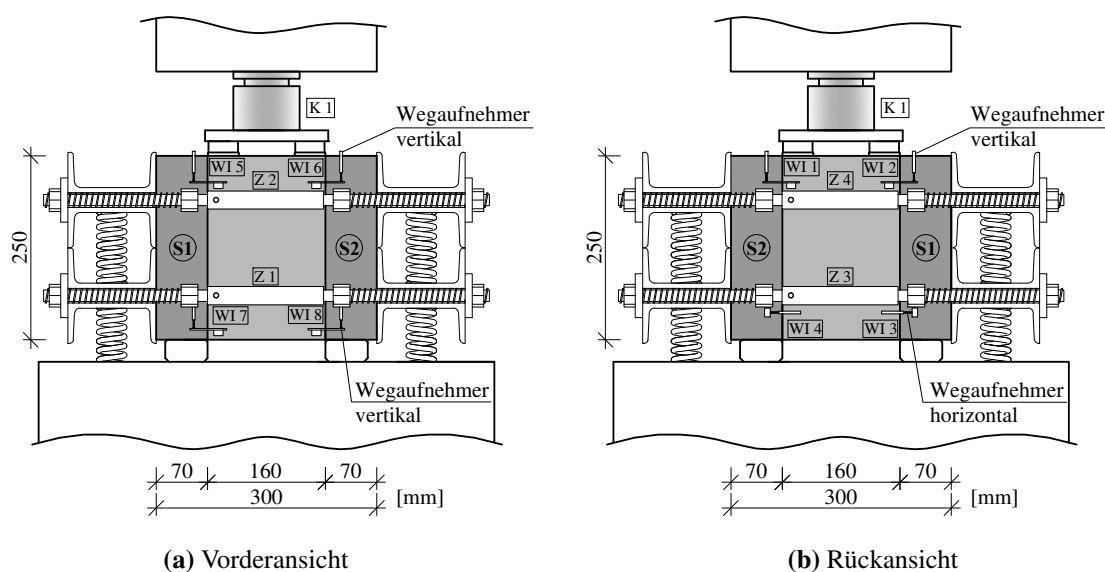 K 1
Wegaufnehmer
vertikal
WI 5
WI 6
Z 2
250
S1
S2
Z 1
WI 7
WI 8
Wegaufnehmer
vertikal
70 160 70
300 [mm]
(a) Vorderansicht
K 1
Wegaufnehmer
vertikal
WI 1
WI 2
Z 4
250
S2
S1
Z 3
WI 4
WI 3
Wegaufnehmer
horizontal
70 160 70
300 [mm]
(b) Rückansicht